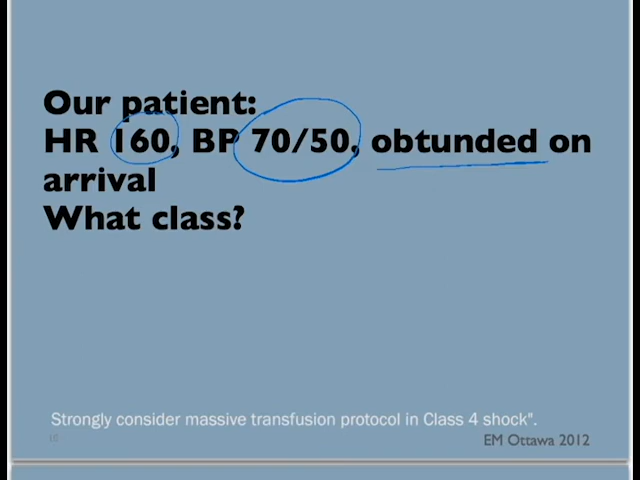 Our patient:
HR 160, BP 70/50, obtunded on
arrival
What class?
Strongly consider massive transfusion protocol in Class 4 shock".
EM Ottawa 2012